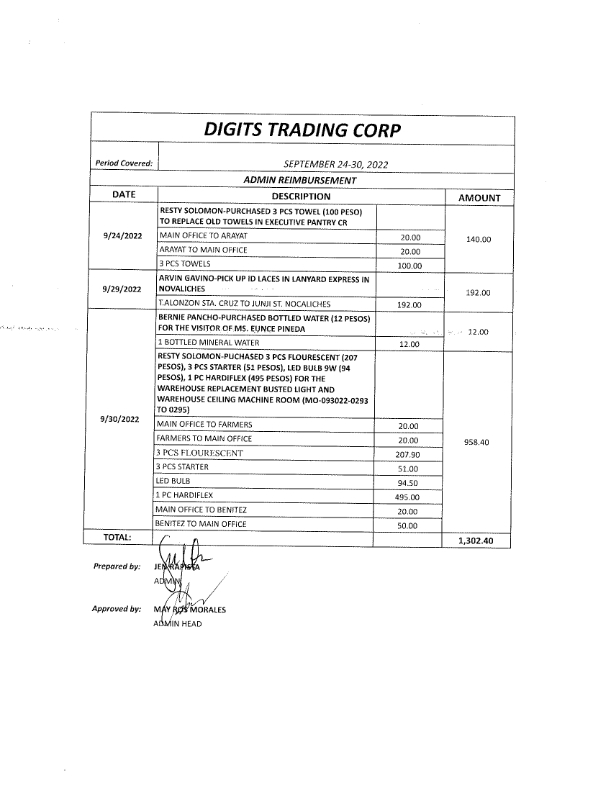 DIGITS TRADING CORP
Period Covered: SEPTEMBER 24-30, 2022
ADMIN REIMBURSEMENT
DATE DESCRIPTION AMOUNT
RESTY SOLOMON-PURCHASED 3 PCS TOWEL (100 PESO)
TO REPLACE OLD TOWELS IN EXECUTIVE PANTRY CR
9/24/2022 MAIN OFFICE TO ARAYAT 20.00 140.00
ARAYAT TO MAIN OFFICE 20.00
3 PCS TOWELS 100.00
ARVIN GAVINO-PICK UP ID LACES IN LANYARD EXPRESS IN
9/29/2022 NOVALICHES 192.00
T.ALONZON STA. CRUZ TO JUNJI ST. NOCALICHES 192.00
BERNIE PANCHO-PURCHASED BOTTLED WATER (12 PESOS)
FOR THE VISITOR OF MS. EUNCE PINEDA 12.00
1 BOTTLED MINERAL WATER 12.00
RESTY SOLOMON-PUCHASED 3 PCS FLOURESCENT (207
PESOS), 3 PCS STARTER (51 PESOS), LED BULB 9W (94
PESOS), 1 PC HARDIFLEX (495 PESOS) FOR THE
WAREHOUSE REPLACEMENT BUSTED LIGHT AND
WAREHOUSE CEILING MACHINE ROOM (MO-093022-0293
TO 0295)
9/30/2022
MAIN OFFICE TO FARMERS 20.00
FARMERS TO MAIN OFFICE 20.00 958.40
3 PCS FLOURESCENT 207.90
3 PCS STARTER 51.00
LED BULB 94.50
1 PC HARDIFLEX 495.00
MAIN OFFICE TO BENITEZ 20.00
BENITEZ TO MAIN OFFICE 50.00
TOTAL: 1,302.40
Prepared by:
ADMIN
Approved by: MAY ROS MORALES
ADMIN HEAD